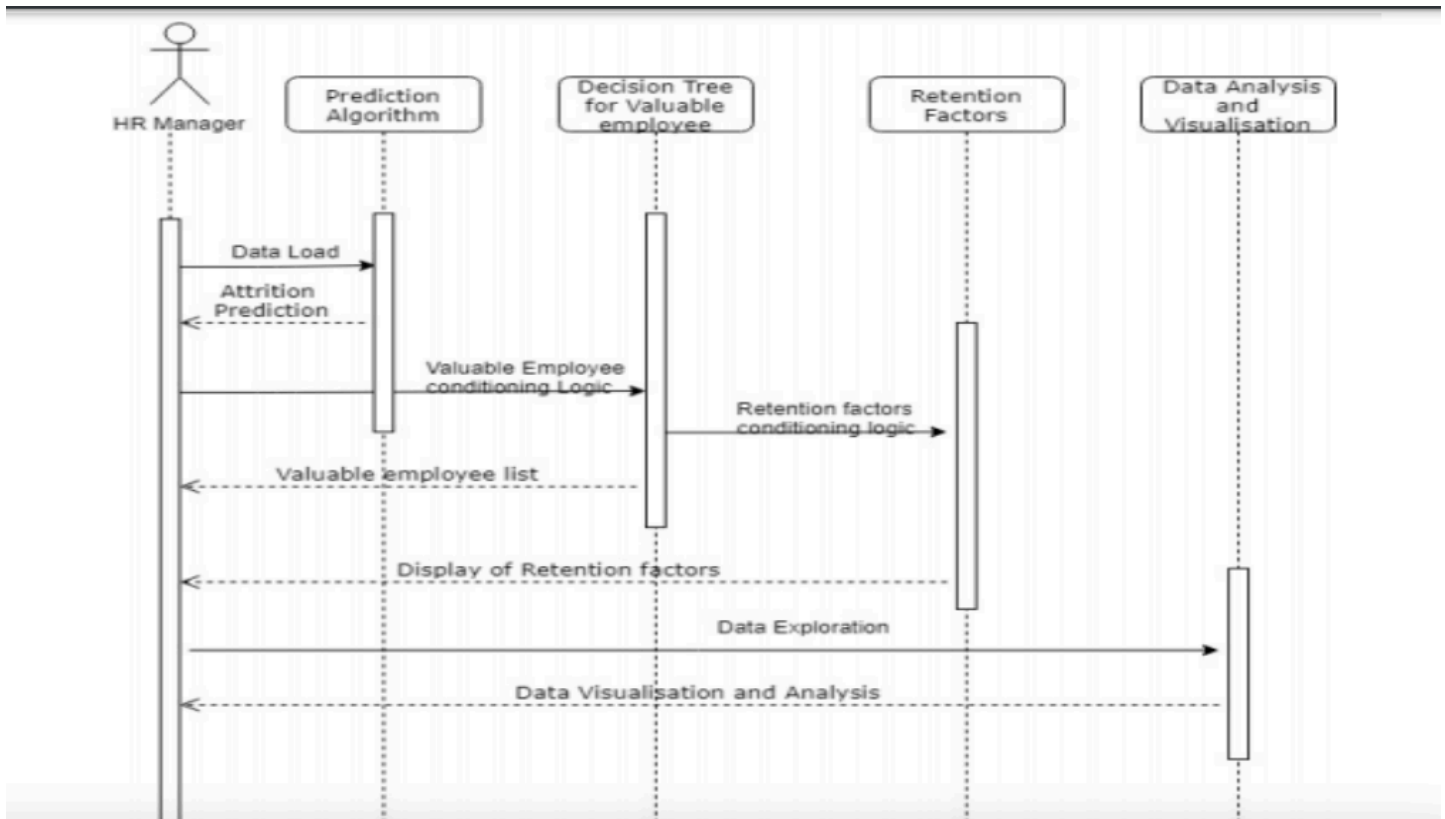 HR Manager
Prediction
Algorithm
Decision Tree
for Valuable
employee
Retention
Factors
Data Analysis
and
Visualisation
Data Load
Attrition
Prediction
Valuable Employee
conditioning Logic
Retention factors
conditioning logic
Valuable employee list
Display of Retention factors
Data Exploration
Data Visualisation and Analysis